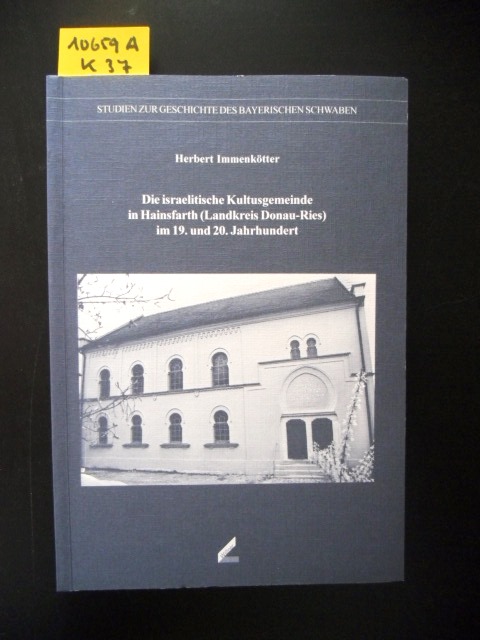 10659 A
K 37
STUDIEN ZUR GESCHICHTE DES BAYERISCHEN SCHWABEN
Herbert Immenkötter
Die israelitische Kultusgemeinde
in Hainsfarth (Landkreis Donau-Ries)
im 19. und 20. Jahrhundert